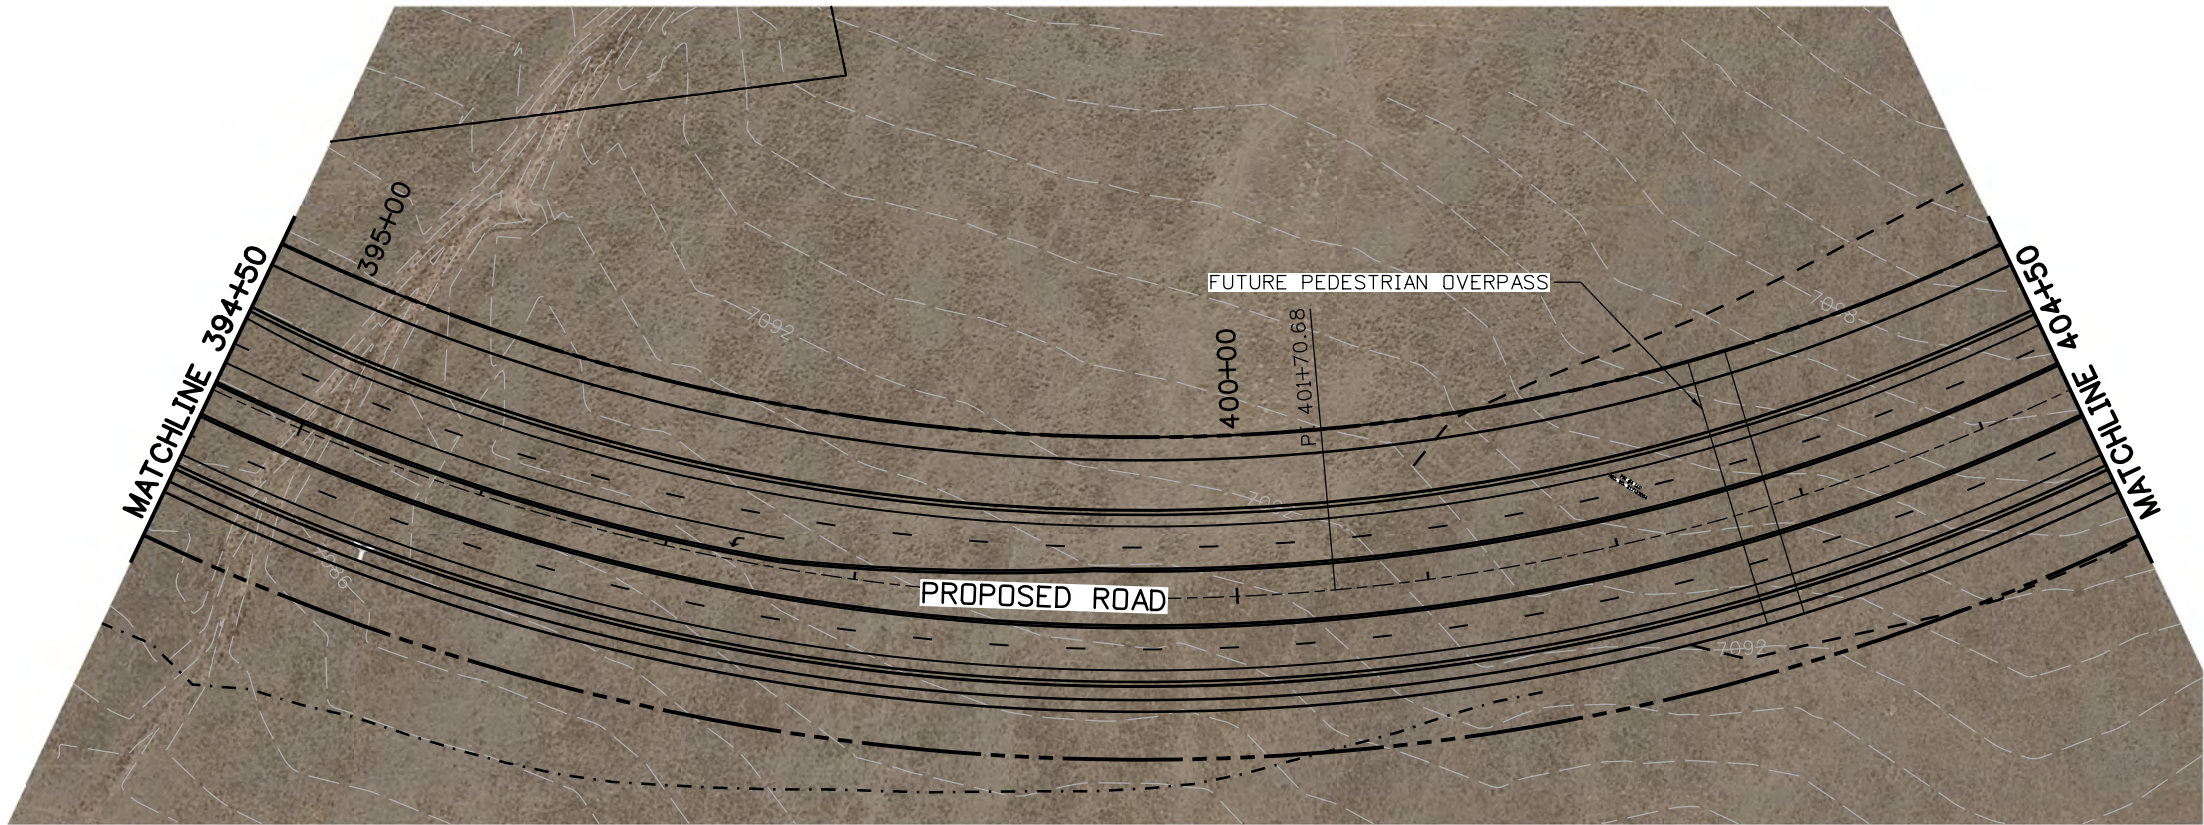 MATCHLINE 394+50
395+00
7092
FUTURE PEDESTRIAN OVERPASS
400+00
PI 401+70.68
7098
MATCHLINE 404+50
PROPOSED ROAD
7086
7092